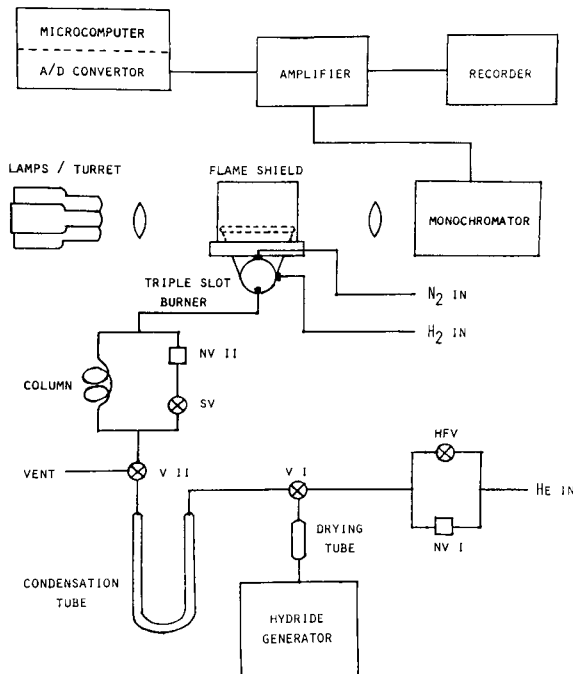 MICROCOMPUTER
A/D CONVERTOR
AMPLIFIER
RECORDER
LAMPS / TURRET
FLAME SHIELD
MONOCHROMATOR
TRIPLE SLOT
BURNER
N2 IN
H2 IN
NV II
COLUMN
SV
HFV
VENT
V II
V I
HE IN
DRYING
TUBE
NV I
CONDENSATION
TUBE
HYDRIDE
GENERATOR